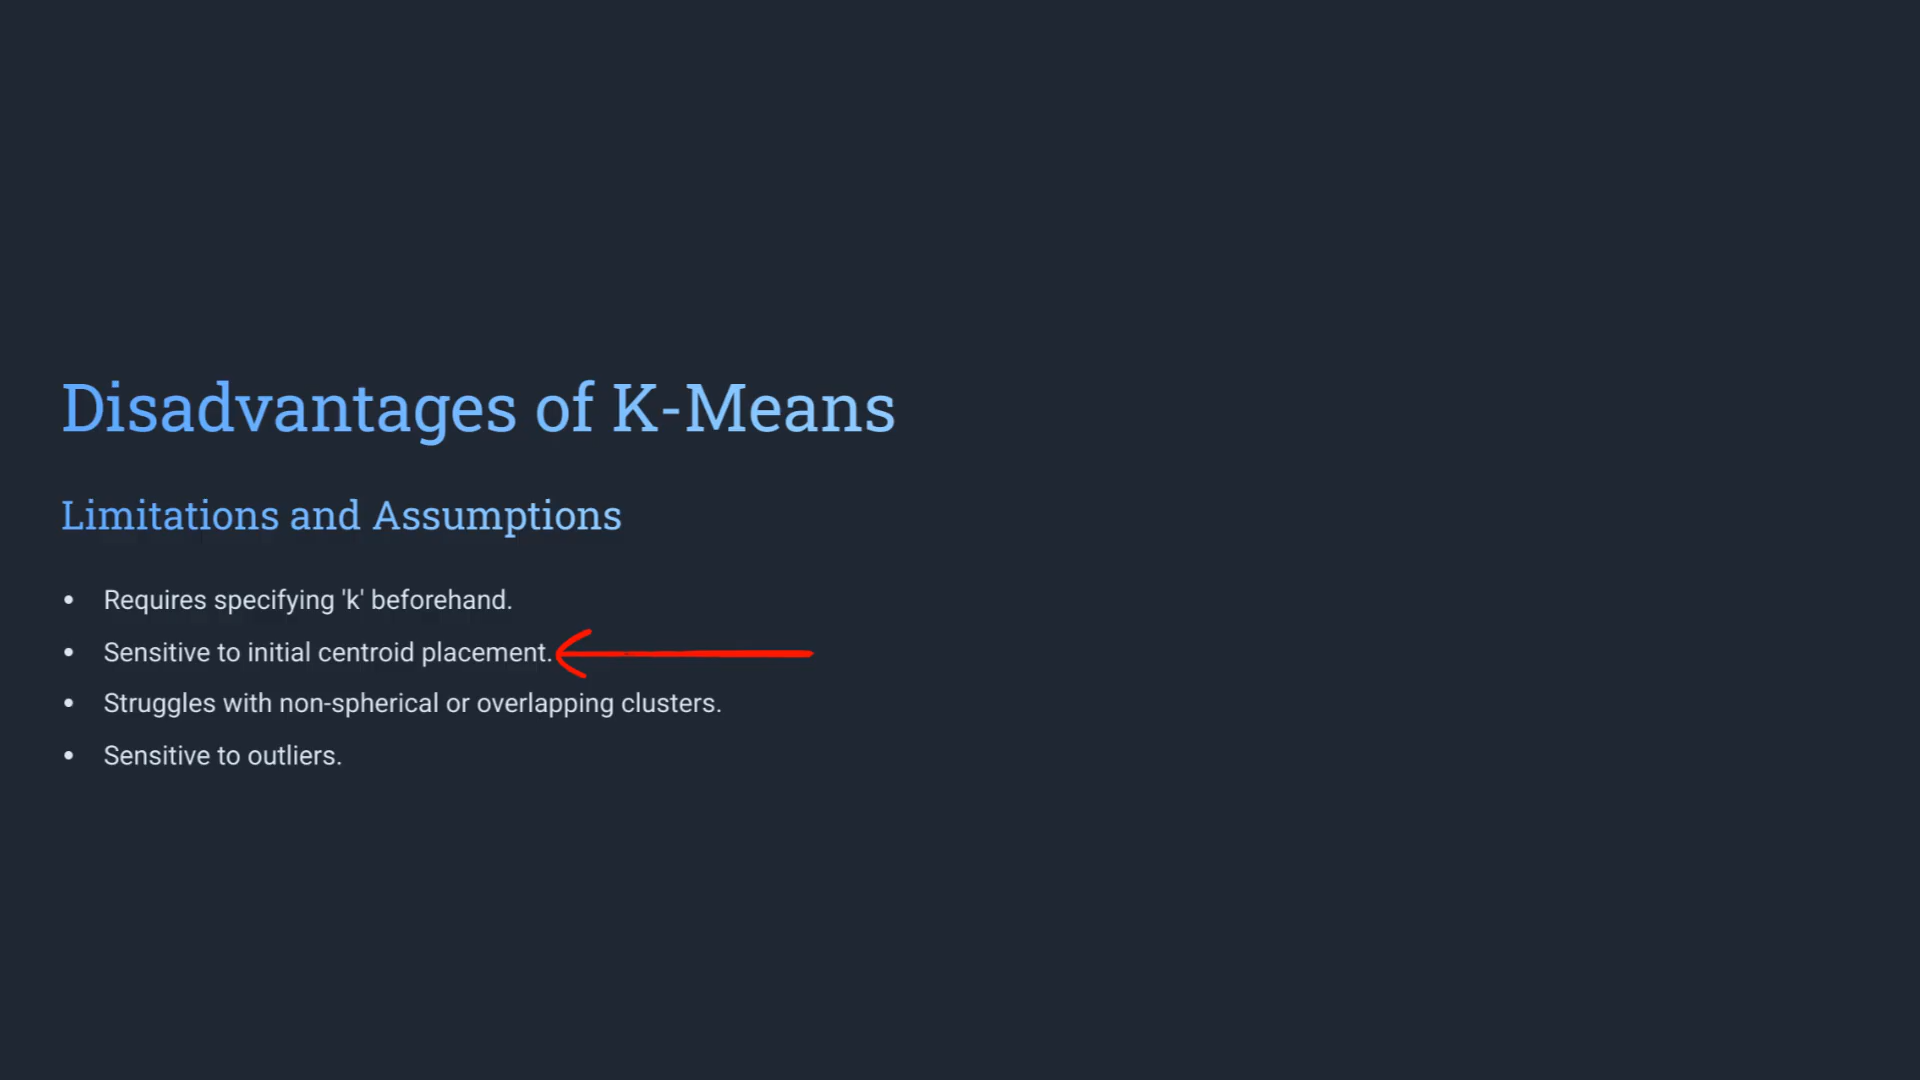 Disadvantages of K-Means
Limitations and Assumptions
• Requires specifying 'k' beforehand.
• Sensitive to initial centroid placement.
• Struggles with non-spherical or overlapping clusters.
• Sensitive to outliers.